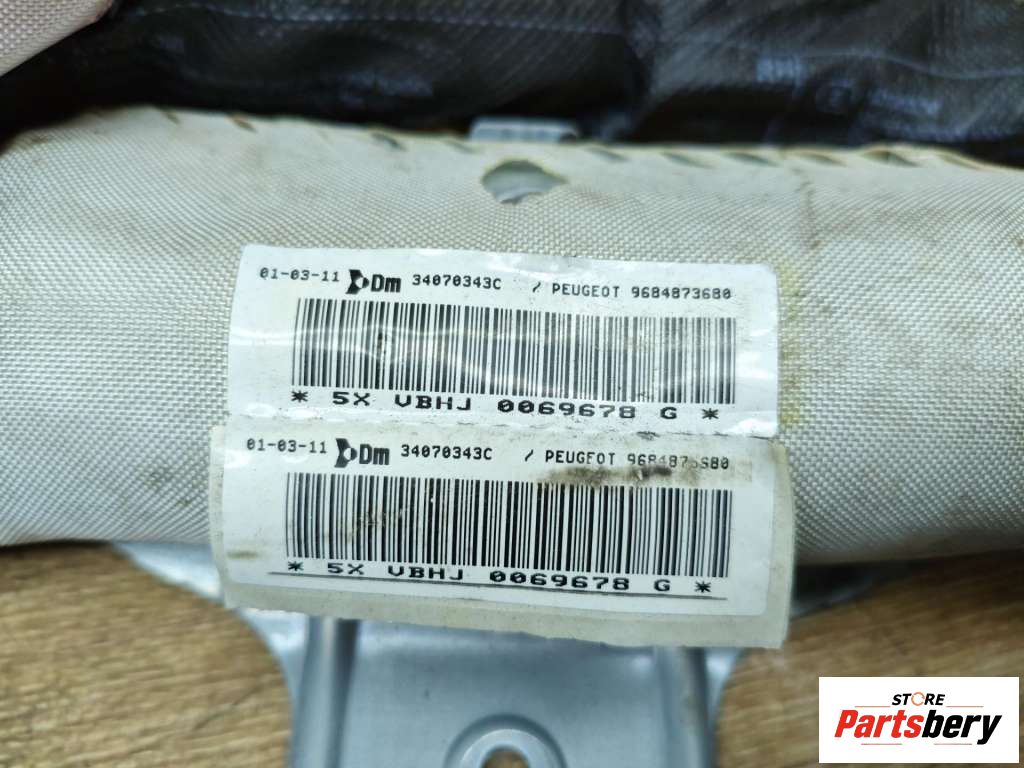 01-03-11 Dm 34070343C / PEUGEOT 9684873680
* 5X VBHJ 0069678 G *
01-03-11 Dm 34070343C / PEUGEOT
* 5X VBHJ 0069678 G *
STORE
Partsbery